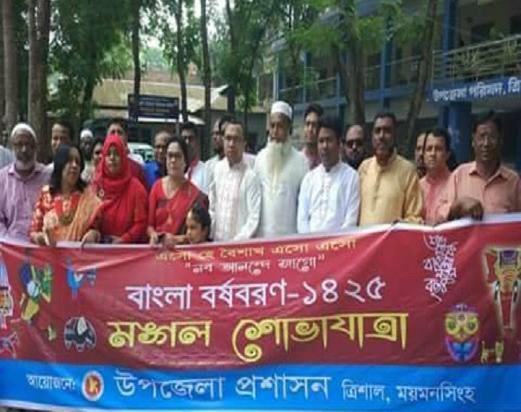 উপজেলা পরিষদ, ত্রি
এসো হে বৈশাখ এসো এসো
"নব আনন্দে জাগো"
বাংলা বর্ষবরণ-১৪২৫
মঙ্গল শোভাযাত্রা
আয়োজনে: উপজেলা প্রশাসন ত্রিশাল, ময়মনসিংহ